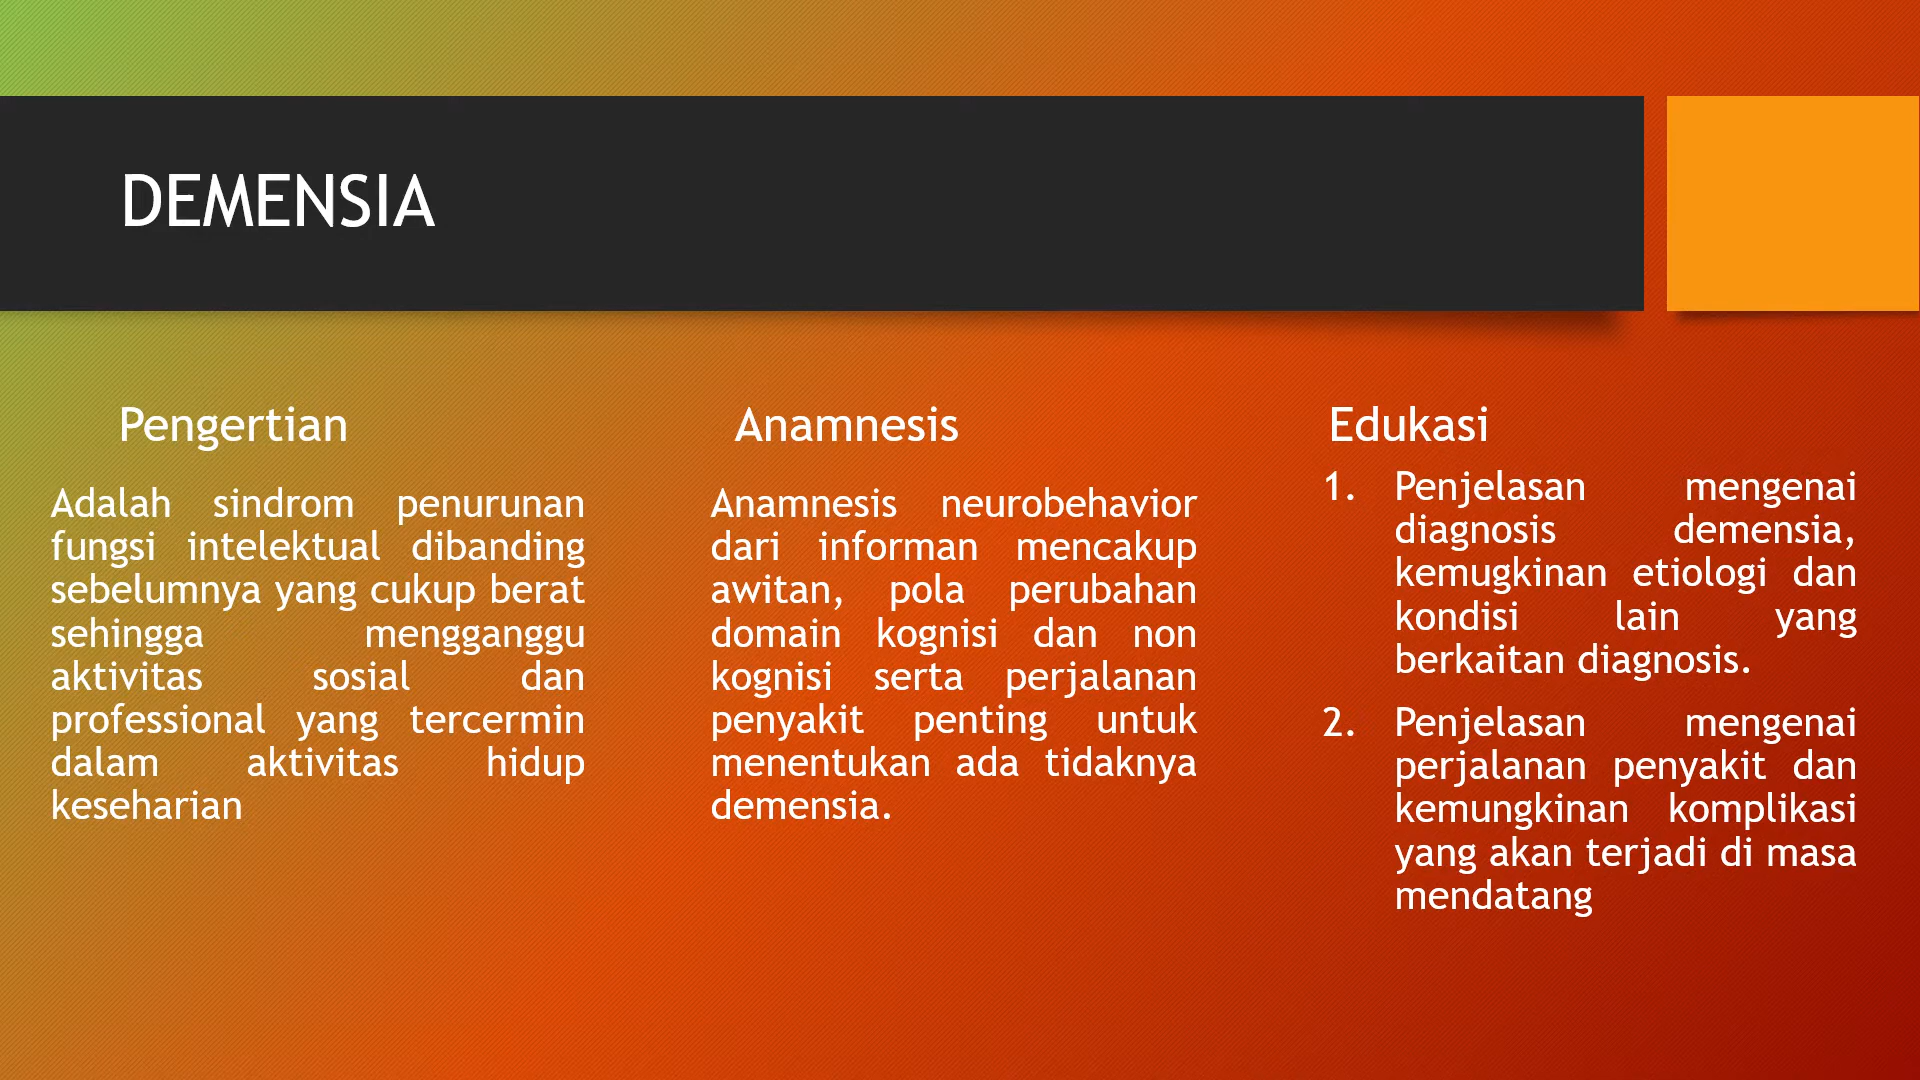 DEMENSIA
Pengertian
Adalah sindrom penurunan
fungsi intelektual dibanding
sebelumnya yang cukup berat
sehingga mengganggu
aktivitas sosial dan
professional yang tercermin
dalam aktivitas hidup
keseharian
Anamnesis
Anamnesis neurobehavior
dari informan mencakup
awitan, pola perubahan
domain kognisi dan non
kognisi serta perjalanan
penyakit penting untuk
menentukan ada tidaknya
demensia.
Edukasi
1. Penjelasan mengenai
diagnosis demensia,
kemugkinan etiologi dan
kondisi lain yang
berkaitan diagnosis.
2. Penjelasan mengenai
perjalanan penyakit dan
kemungkinan komplikasi
yang akan terjadi di masa
mendatang